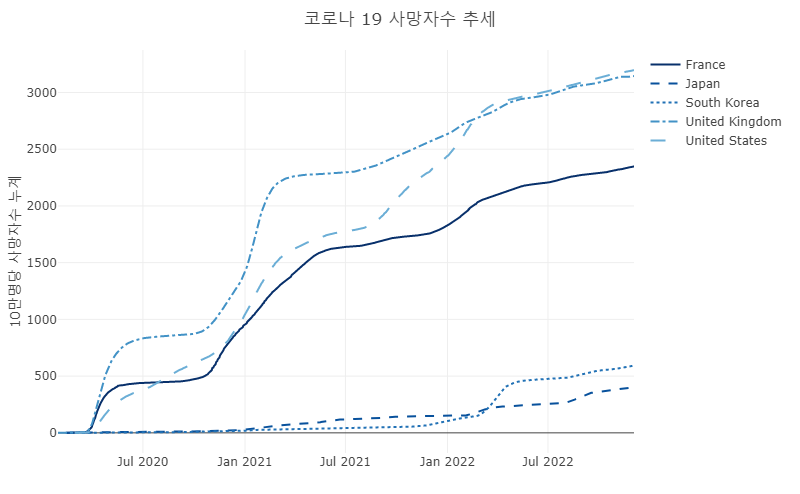 코로나 19 사망자수 추세
France
Japan
South Korea
United Kingdom
United States
10만명당 사망자수 누계
3000
2500
2000
1500
1000
500
0
Jul 2020
Jan 2021
Jul 2021
Jan 2022
Jul 2022